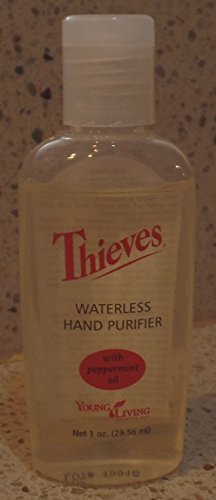 Thieves
WATERLESS
HAND PURIFIER
with
peppermint
oil
YOUNG LIVING
Net 1 oz. (29.56 ml)